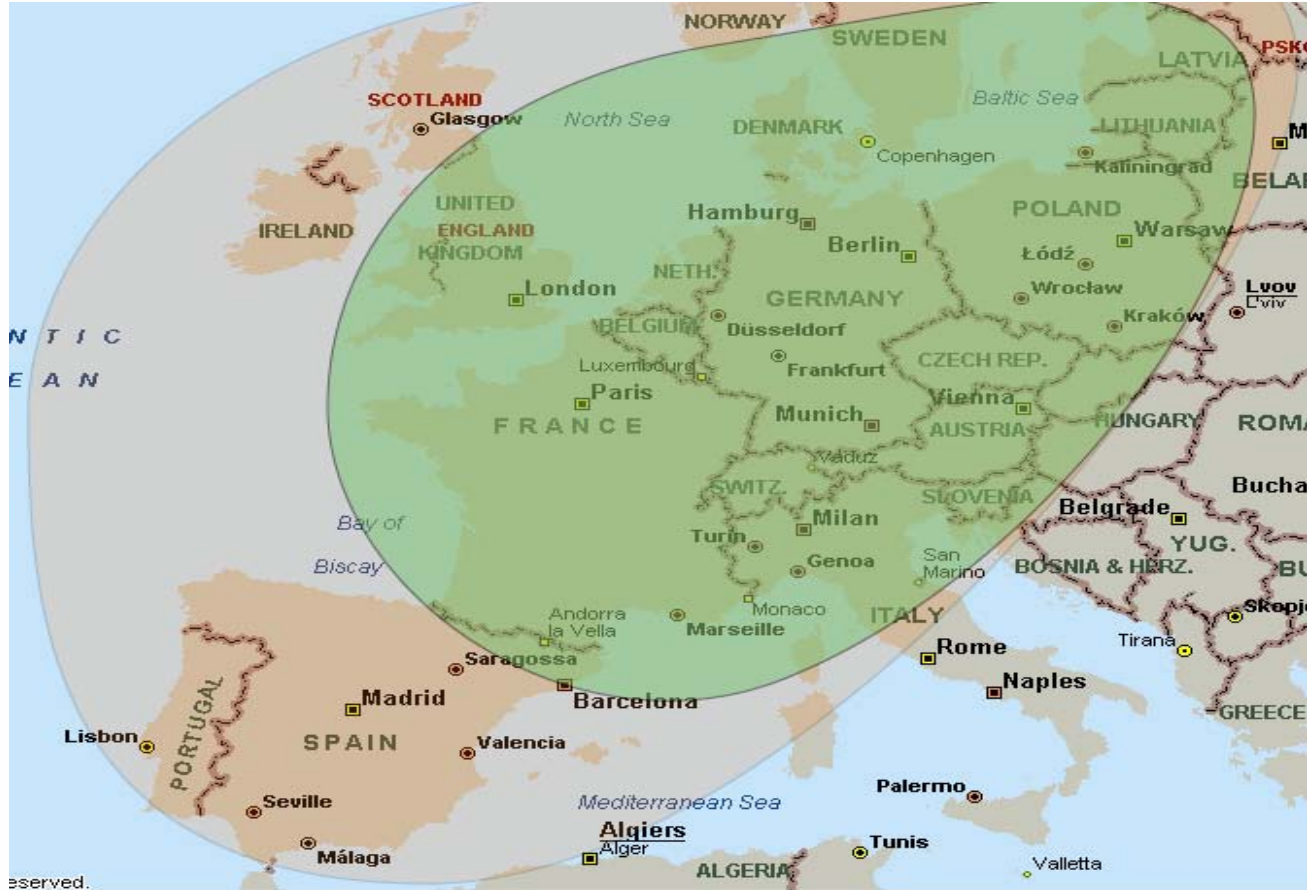 NORWAY
SWEDEN
LATVIA
PSKO
SCOTLAND
Glasgow
North Sea
Baltic Sea
DENMARK
Copenhagen
LITHUANIA
Kaliningrad
M
BELAR
UNITED
KINGDOM
ENGLAND
IRELAND
Hamburg
Berlin
POLAND
Warsaw
Łódź
NETH.
London
GERMANY
Wrocław
Lvov
L'viv
BELGIUM
Düsseldorf
Kraków
NTIC
EAN
Luxembourg
Frankfurt
CZECH REP.
Paris
FRANCE
Munich
Vienna
AUSTRIA
HUNGARY
ROMA
Vaduz
SWITZ.
SLOVENIA
Bucha
Milan
Belgrade
Bay of
Biscay
Turin
Genoa
San
Marino
YUG.
BOSNIA & HERZ.
BU
Andorra
la Vella
Monaco
Marseille
ITALY
Skopje
Tirana
Saragossa
Rome
Madrid
Barcelona
Naples
PORTUGAL
GREECE
Lisbon
SPAIN
Valencia
Seville
Mediterranean Sea
Palermo
Málaga
Algiers
Alger
Tunis
ALGERIA
Valletta
eserved.